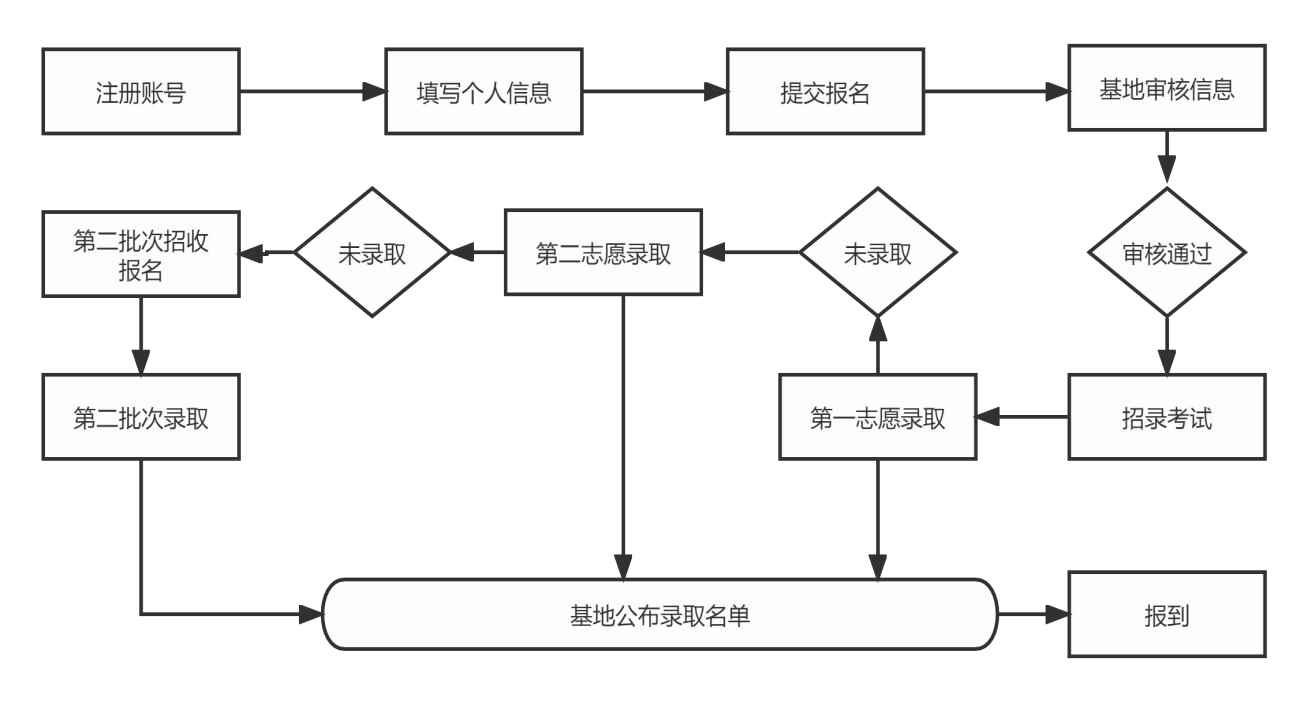 注册账号
填写个人信息
提交报名
基地审核信息
第二批次招收
报名
未录取
第二志愿录取
未录取
审核通过
第二批次录取
第一志愿录取
招录考试
基地公布录取名单
报到